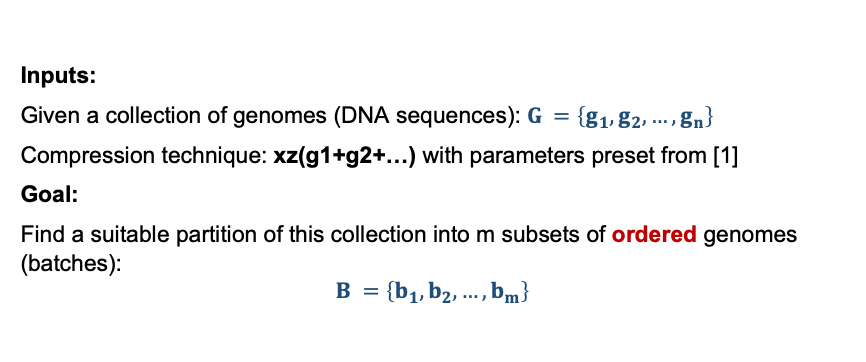 Inputs:
Given a collection of genomes (DNA sequences): G = {g₁, g₂, ..., gₙ}
Compression technique: xz(g1+g2+...) with parameters preset from [1]
Goal:
Find a suitable partition of this collection into m subsets of ordered genomes
(batches):
B = {b₁, b₂, ..., bₘ}